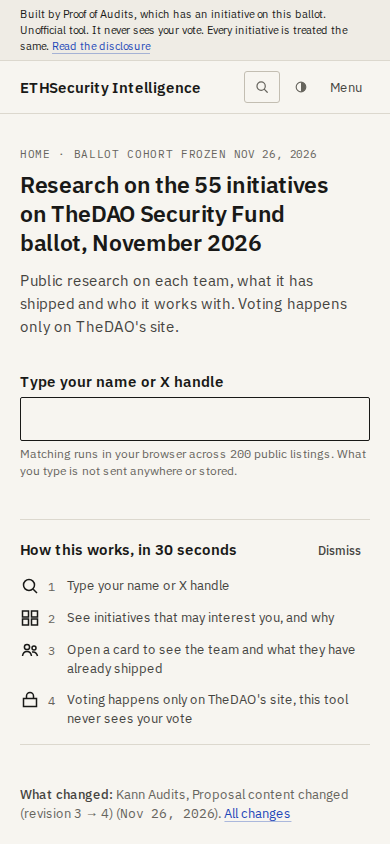 Built by Proof of Audits, which has an initiative on this ballot.
Unofficial tool. It never sees your vote. Every initiative is treated the
same. Read the disclosure
ETHSecurity Intelligence
Menu
HOME · BALLOT COHORT FROZEN NOV 26, 2026
Research on the 55 initiatives
on TheDAO Security Fund
ballot, November 2026
Public research on each team, what it has
shipped and who it works with. Voting happens
only on TheDAO's site.
Type your name or X handle
Matching runs in your browser across 200 public listings. What
you type is not sent anywhere or stored.
How this works, in 30 seconds
Dismiss
1 Type your name or X handle
2 See initiatives that may interest you, and why
3 Open a card to see the team and what they have
already shipped
4 Voting happens only on TheDAO's site, this tool
never sees your vote
What changed: Kann Audits, Proposal content changed
(revision 3 → 4) (Nov 26, 2026). All changes